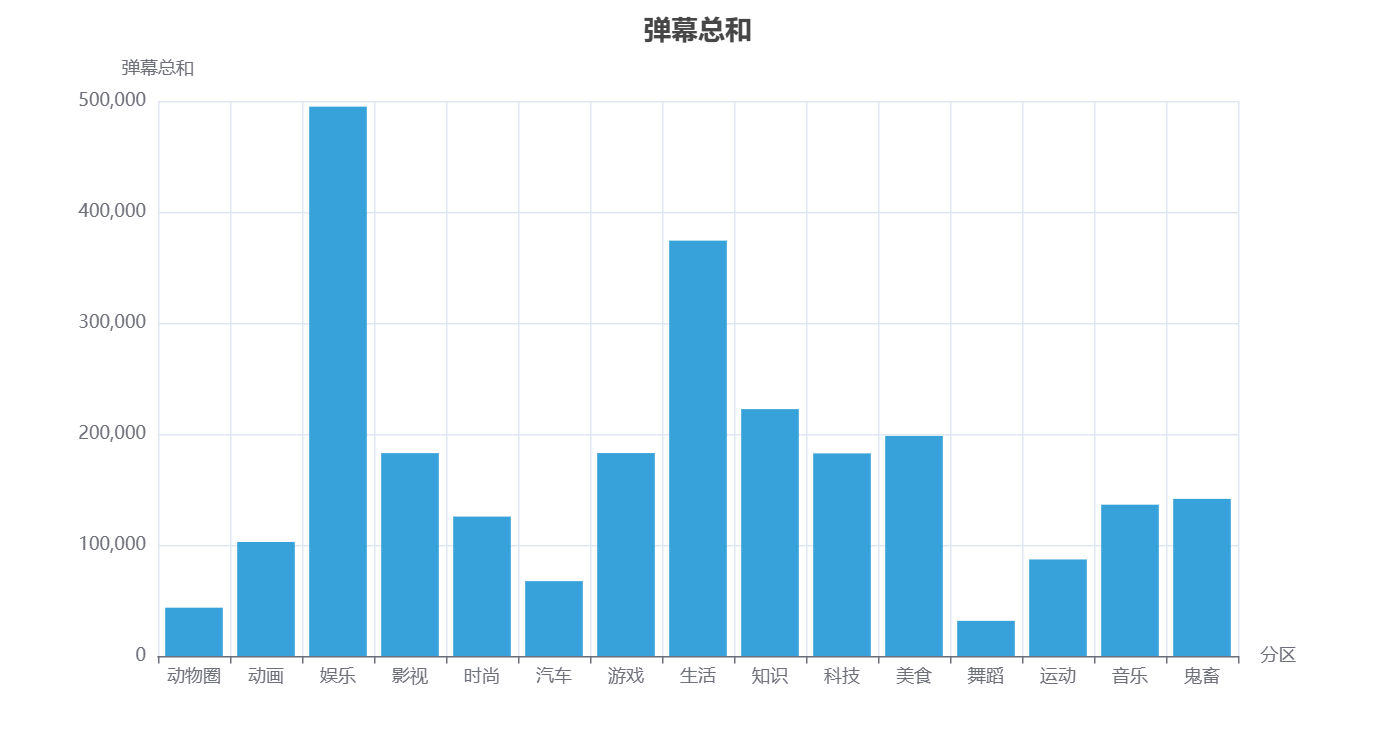 弹幕总和
弹幕总和
500,000
400,000
300,000
200,000
100,000
0
分区
动物圈 动画 娱乐 影视 时尚 汽车 游戏 生活 知识 科技 美食 舞蹈 运动 音乐 鬼畜